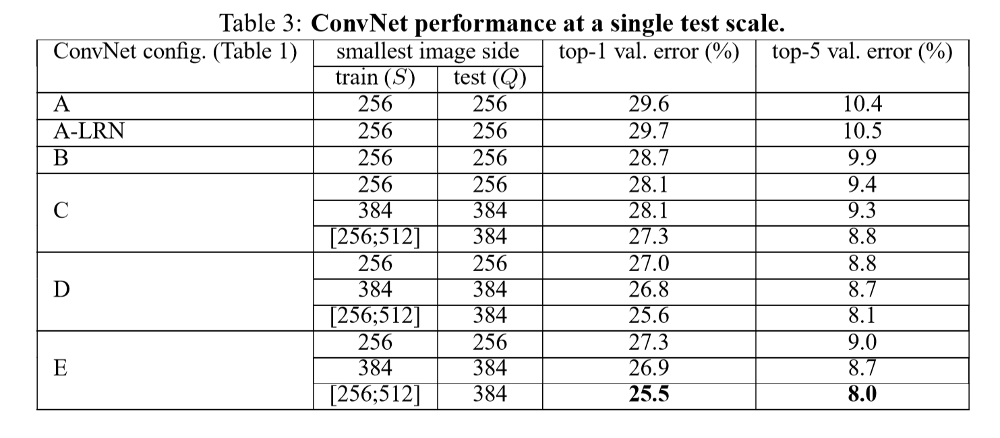 Table 3: ConvNet performance at a single test scale.
ConvNet config. (Table 1) smallest image side top-1 val. error (%) top-5 val. error (%)
train (S) test (Q)
A 256 256 29.6 10.4
A-LRN 256 256 29.7 10.5
B 256 256 28.7 9.9
256 256 28.1 9.4
C 384 384 28.1 9.3
[256;512] 384 27.3 8.8
256 256 27.0 8.8
D 384 384 26.8 8.7
[256;512] 384 25.6 8.1
256 256 27.3 9.0
E 384 384 26.9 8.7
[256;512] 384 25.5 8.0